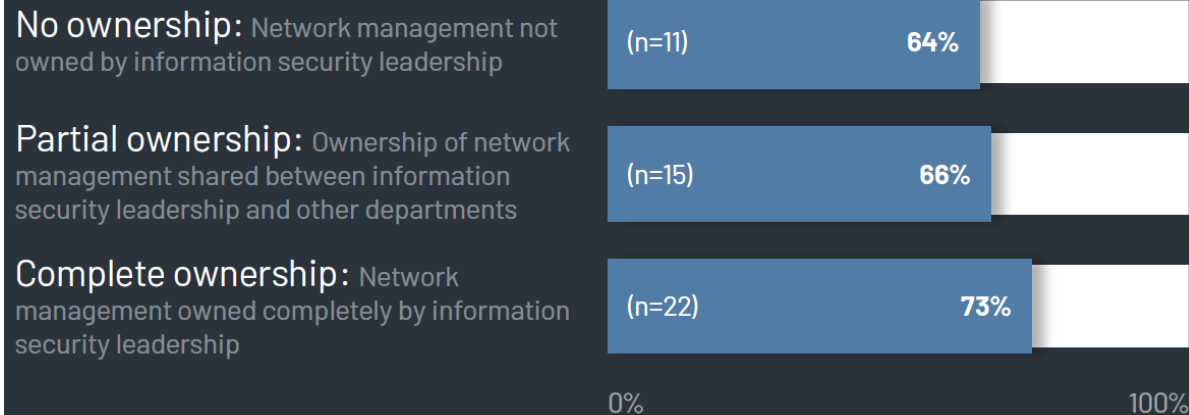 No ownership: Network management not
owned by information security leadership
(n=11) 64%
Partial ownership: Ownership of network
management shared between information
security leadership and other departments
(n=15) 66%
Complete ownership: Network
management owned completely by information
security leadership
(n=22) 73%
0% 100%